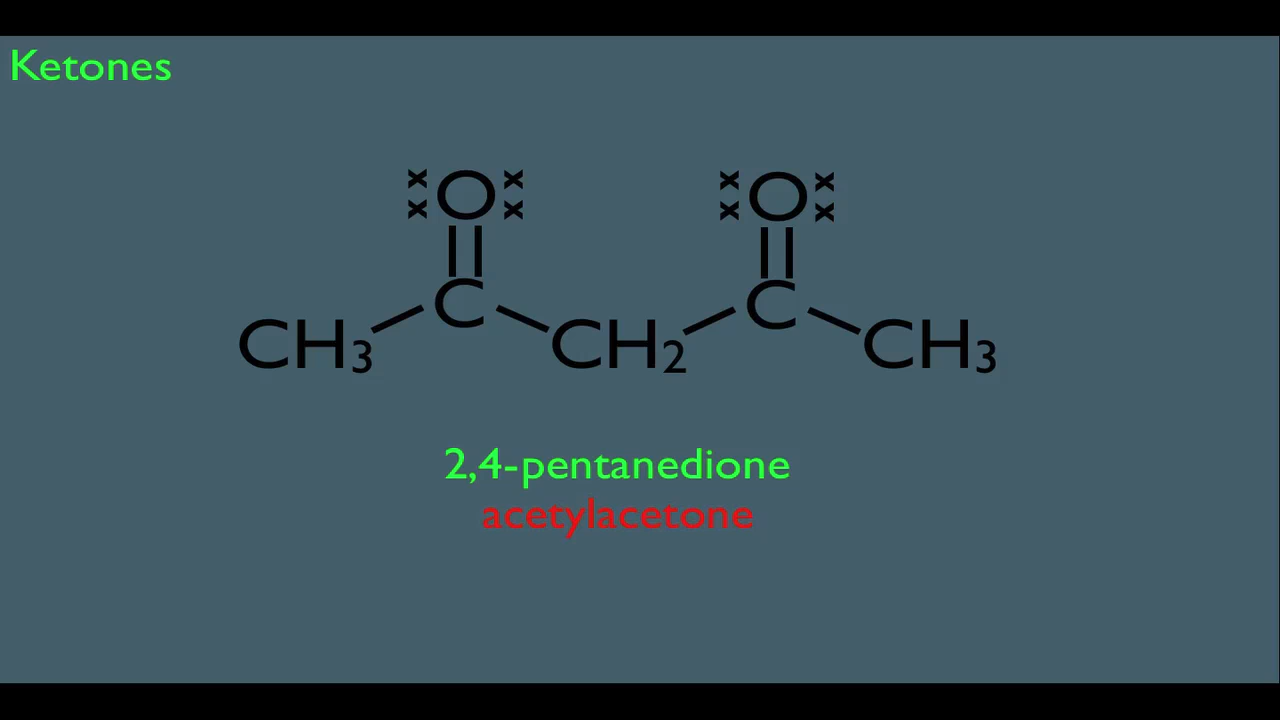 Ketones
x O x x O x
x x x x
C C
CH3 CH2 CH3
2,4-pentanedione
acetylacetone